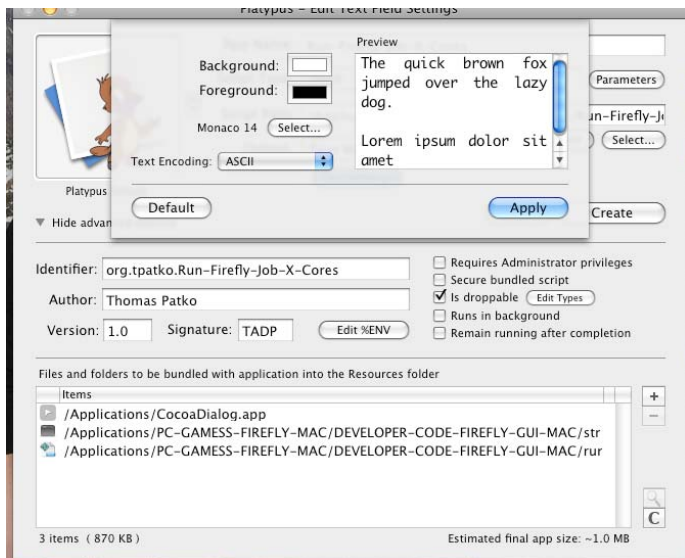 Platypus - Edit Text Field Settings
Background:
Foreground:
Monaco 14 Select...
Text Encoding: ASCII
Preview
The quick brown fox
jumped over the lazy
dog.
Lorem ipsum dolor sit
amet
Default
Apply
Parameters
un-Firefly-J
Select...
Platypus
Hide advan
Create
Identifier: org.tpatko.Run-Firefly-Job-X-Cores
Author: Thomas Patko
Version: 1.0 Signature: TADP Edit %ENV
Requires Administrator privileges
Secure bundled script
Is droppable Edit Types
Runs in background
Remain running after completion
Files and folders to be bundled with application into the Resources folder
Items
/Applications/CocoaDialog.app
/Applications/PC-GAMESS-FIREFLY-MAC/DEVELOPER-CODE-FIREFLY-GUI-MAC/str
/Applications/PC-GAMESS-FIREFLY-MAC/DEVELOPER-CODE-FIREFLY-GUI-MAC/rur
+
-
C
3 items ( 870 KB )
Estimated final app size: ~1.0 MB